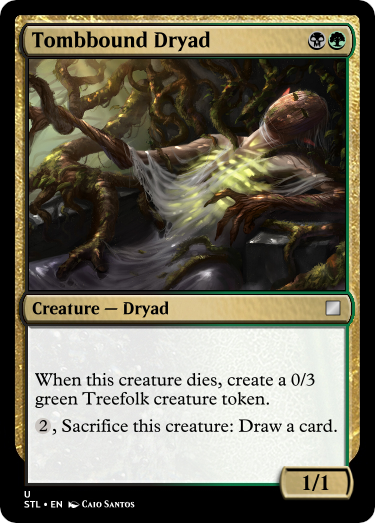 Tombbound Dryad
Creature — Dryad
When this creature dies, create a 0/3
green Treefolk creature token.
2, Sacrifice this creature: Draw a card.
1/1
U
STL • EN Caio Santos